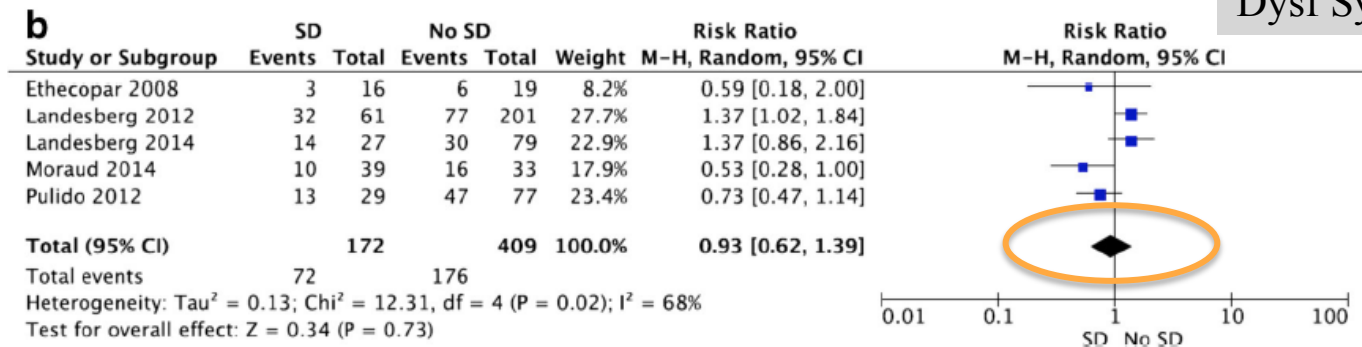 Dysf Sy
b SD No SD Risk Ratio Risk Ratio
Study or Subgroup Events Total Events Total Weight M-H, Random, 95% CI M-H, Random, 95% CI
Ethecopar 2008 3 16 6 19 8.2% 0.59 [0.18, 2.00]
Landesberg 2012 32 61 77 201 27.7% 1.37 [1.02, 1.84]
Landesberg 2014 14 27 30 79 22.9% 1.37 [0.86, 2.16]
Moraud 2014 10 39 16 33 17.9% 0.53 [0.28, 1.00]
Pulido 2012 13 29 47 77 23.4% 0.73 [0.47, 1.14]
Total (95% CI) 172 409 100.0% 0.93 [0.62, 1.39]
Total events 72 176
Heterogeneity: Tau² = 0.13; Chi² = 12.31, df = 4 (P = 0.02); I² = 68%
Test for overall effect: Z = 0.34 (P = 0.73)
0.01 0.1 1 10 100
SD No SD